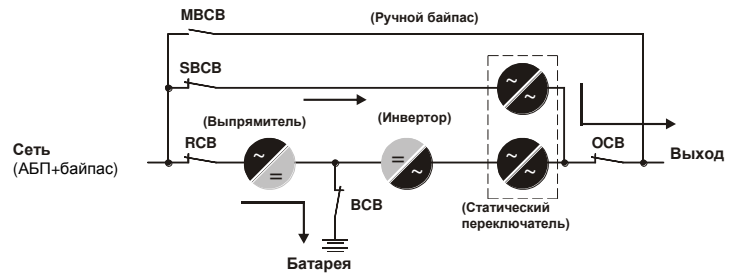 MBCB
(Ручной байпас)
SBCB
(Выпрямитель)
(Инвертор)
RCB
OCB
Сеть
(АБП+байпас)
Выход
~
=
=
~
~
~
~
~
BCB
(Статический
переключатель)
Батарея